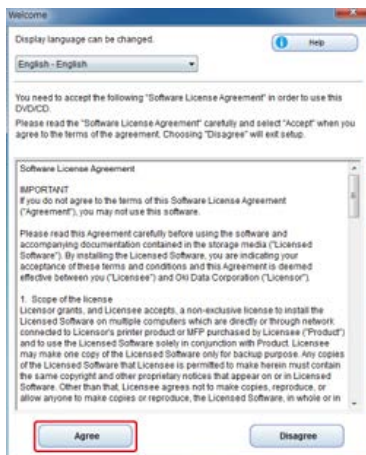 Welcome
Display language can be changed.
Help
English - English
You need to accept the following "Software License Agreement" in order to use this
DVD/CD.
Please read the "Software License Agreement" carefully and select "Accept" when you
agree to the terms of the agreement. Choosing "Disagree" will exit setup.
Software License Agreement
IMPORTANT
If you do not agree to the terms of this Software License Agreement
("Agreement"), you may not use this software.
Please read this Agreement carefully before using the software and
accompanying documentation contained in the storage media ("Licensed
Software"). By installing the Licensed Software, you are indicating your
acceptance of these terms and conditions and this Agreement is deemed
effective between you ("Licensee") and Oki Data Corporation ("Licensor").
1. Scope of the license
Licensor grants, and Licensee accepts, a non-exclusive license to install the
Licensed Software on multiple computers which are directly or through network
connected to Licensor's printer product or MFP purchased by Licensee ("Product")
and to use the Licensed Software solely in conjunction with Product. Licensee
may make one copy of the Licensed Software only for backup purpose. Any copies
of the Licensed Software that Licensee is permitted to make herein must contain
the same copyright and other proprietary notices that appear on or in Licensed
Software. Other than that, Licensee agrees not to make copies, reproduce, or
allow anyone to make copies or reproduce, the Licensed Software, in whole or in
Agree
Disagree